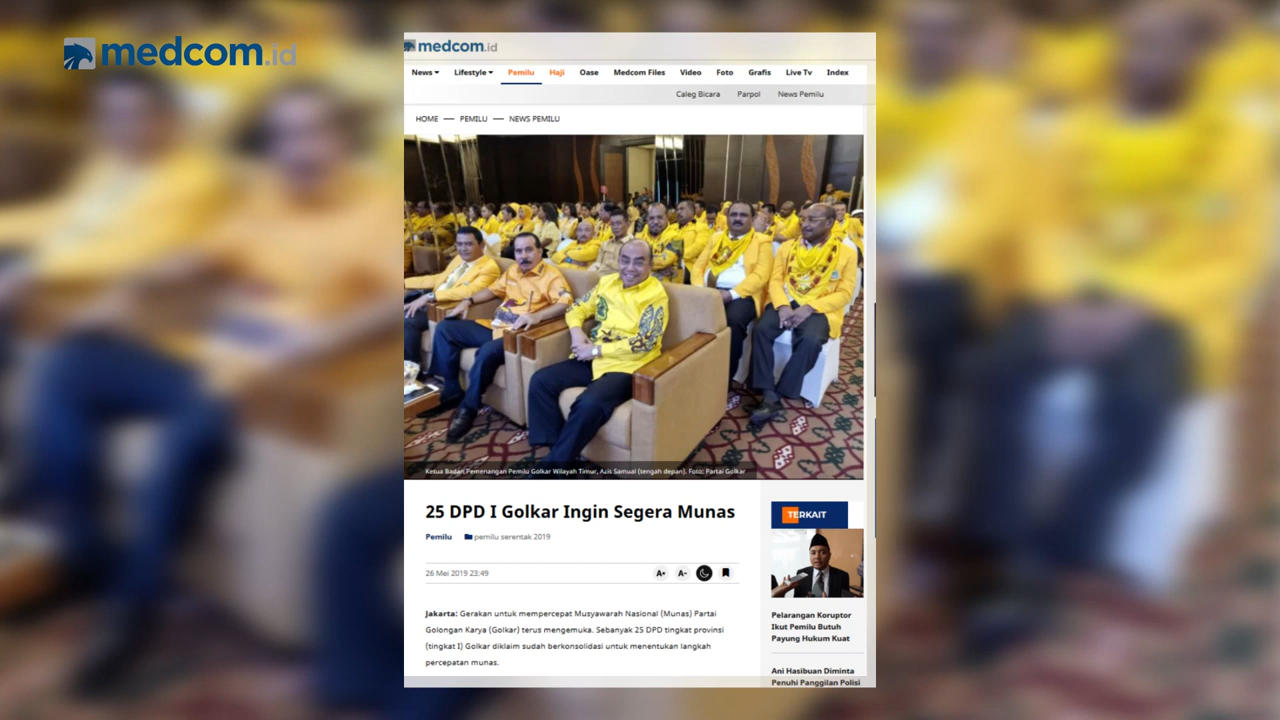 medcom.id
medcom.id
News Lifestyle Pemilu Haji Oase Medcom Files Video Foto Grafis Live Tv Index
Caleg Bicara Parpol News Pemilu
HOME — PEMILU — NEWS PEMILU
Ketua Badan Pemenangan Pemilu Golkar Wilayah Timur, Azis Samual (tengah depan). Foto: Partai Golkar
25 DPD I Golkar Ingin Segera Munas
Pemilu pemilu serentak 2019
26 Mei 2019 23:49
A+ A-
Jakarta: Gerakan untuk mempercepat Musyawarah Nasional (Munas) Partai
Golongan Karya (Golkar) terus mengemuka. Sebanyak 25 DPD tingkat provinsi
(tingkat I) Golkar diklaim sudah berkonsolidasi untuk menentukan langkah
percepatan munas.
TERKAIT
Pelarangan Koruptor
Ikut Pemilu Butuh
Payung Hukum Kuat
Ani Hasibuan Diminta
Penuhi Panggilan Polisi